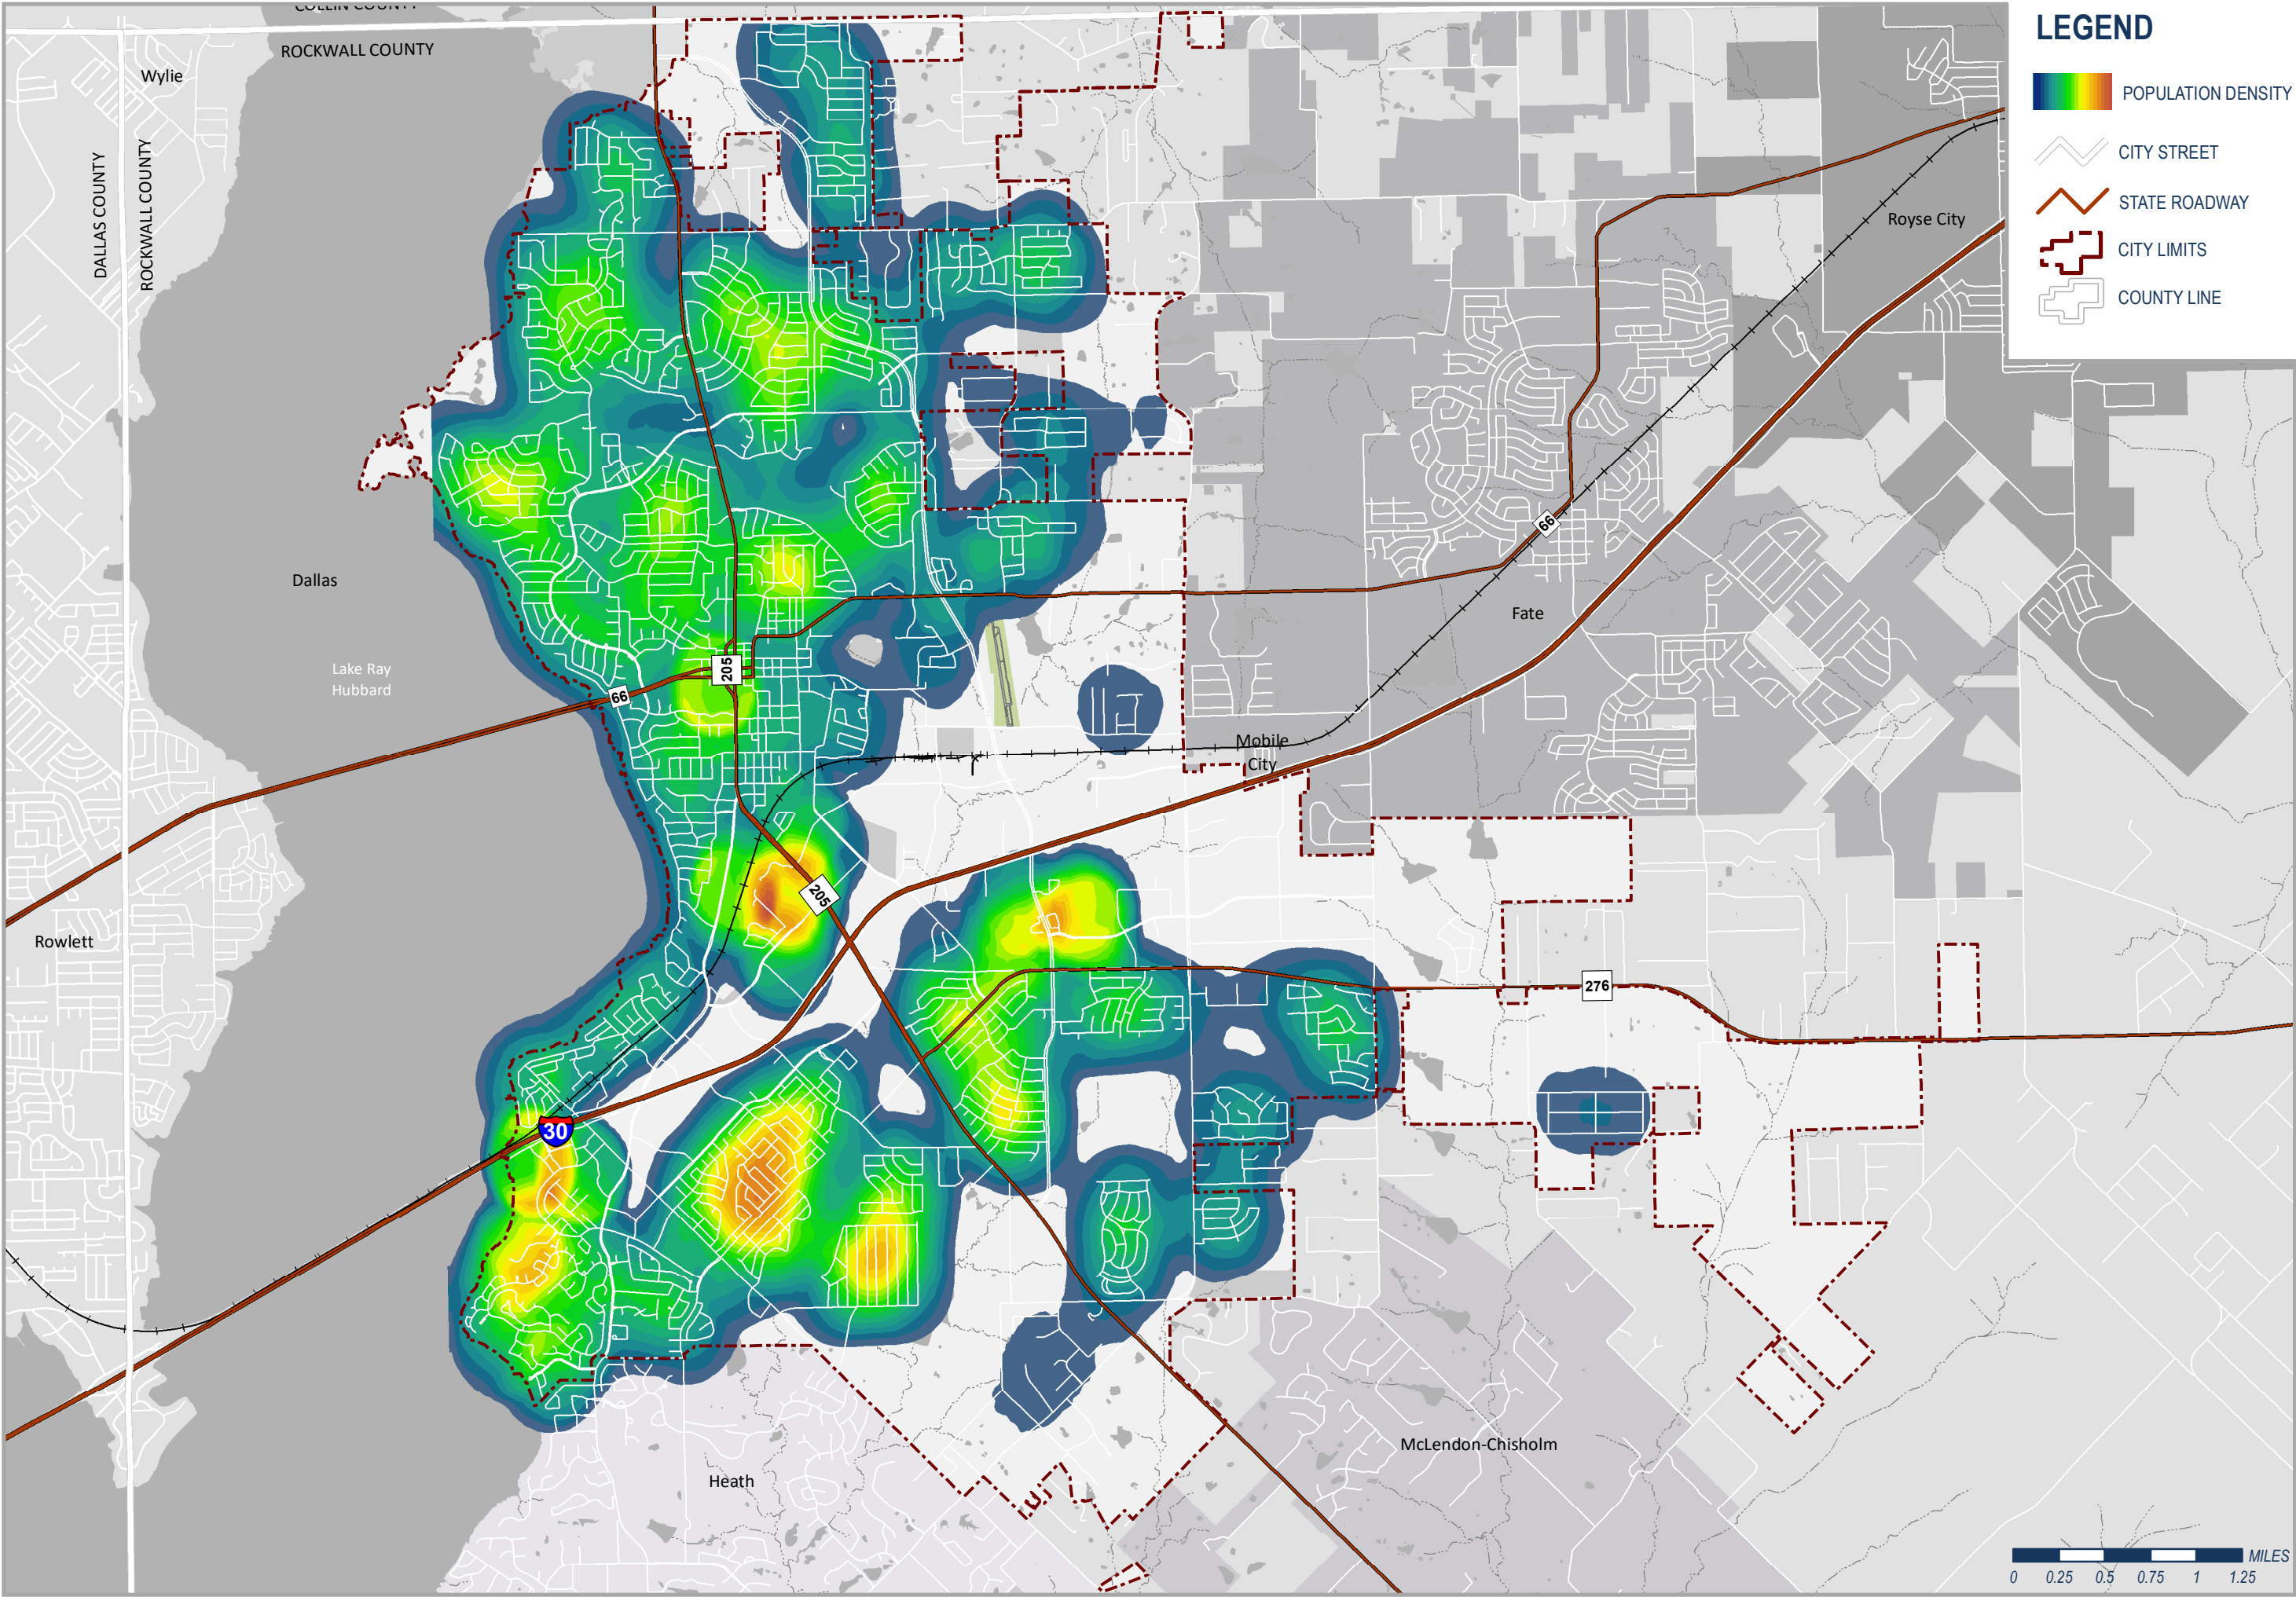 COLLIN COUNTY
ROCKWALL COUNTY
Wylie
DALLAS COUNTY
ROCKWALL COUNTY
LEGEND
POPULATION DENSITY
CITY STREET
STATE ROADWAY
CITY LIMITS
COUNTY LINE
Royse City
66
Dallas
Fate
Lake Ray
Hubbard
205
66
Mobile
City
205
Rowlett
276
30
McLendon-Chisholm
Heath
MILES
0 0.25 0.5 0.75 1 1.25